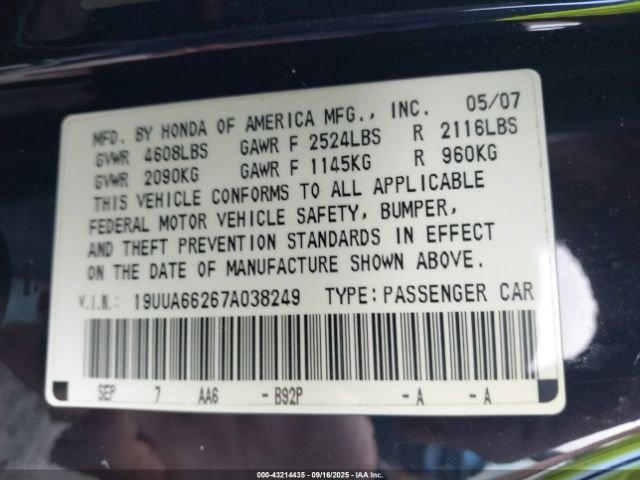 MFD. BY HONDA OF AMERICA MFG., INC. 05/07
GVWR 4608LBS GAWR F 2524LBS R 2116LBS
GVWR 2090KG GAWR F 1145KG R 960KG
THIS VEHICLE CONFORMS TO ALL APPLICABLE
FEDERAL MOTOR VEHICLE SAFETY, BUMPER,
AND THEFT PREVENTION STANDARDS IN EFFECT
ON THE DATE OF MANUFACTURE SHOWN ABOVE.
V.I.N.: 19UUA66267A038249 TYPE:PASSENGER CAR
SEP 7 AA6 - B92P - A - A
000-43214435 - 09/16/2025 - IAAI.COM